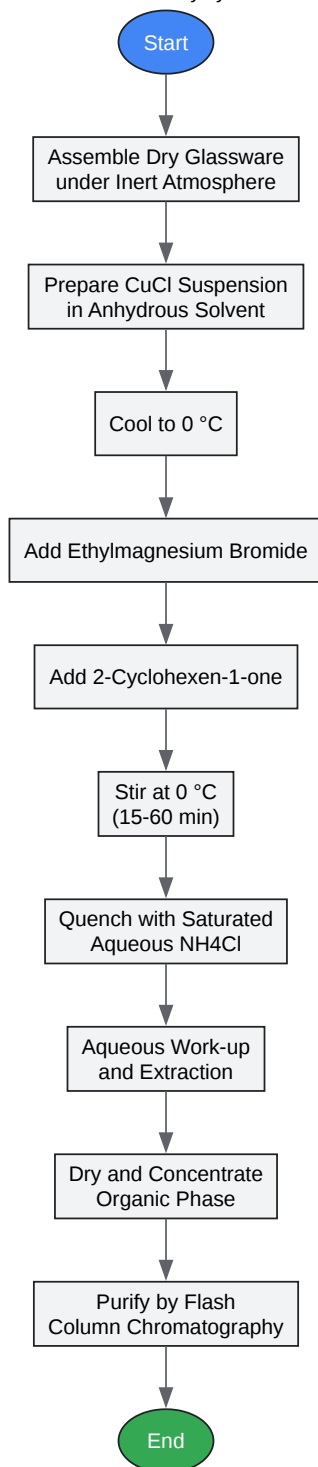 Start
Assemble Dry Glassware
under Inert Atmosphere
Prepare CuCl Suspension
in Anhydrous Solvent
Cool to 0 °C
Add Ethylmagnesium Bromide
Add 2-Cyclohexen-1-one
Stir at 0 °C
(15-60 min)
Quench with Saturated
Aqueous NH4Cl
Aqueous Work-up
and Extraction
Dry and Concentrate
Organic Phase
Purify by Flash
Column Chromatography
End